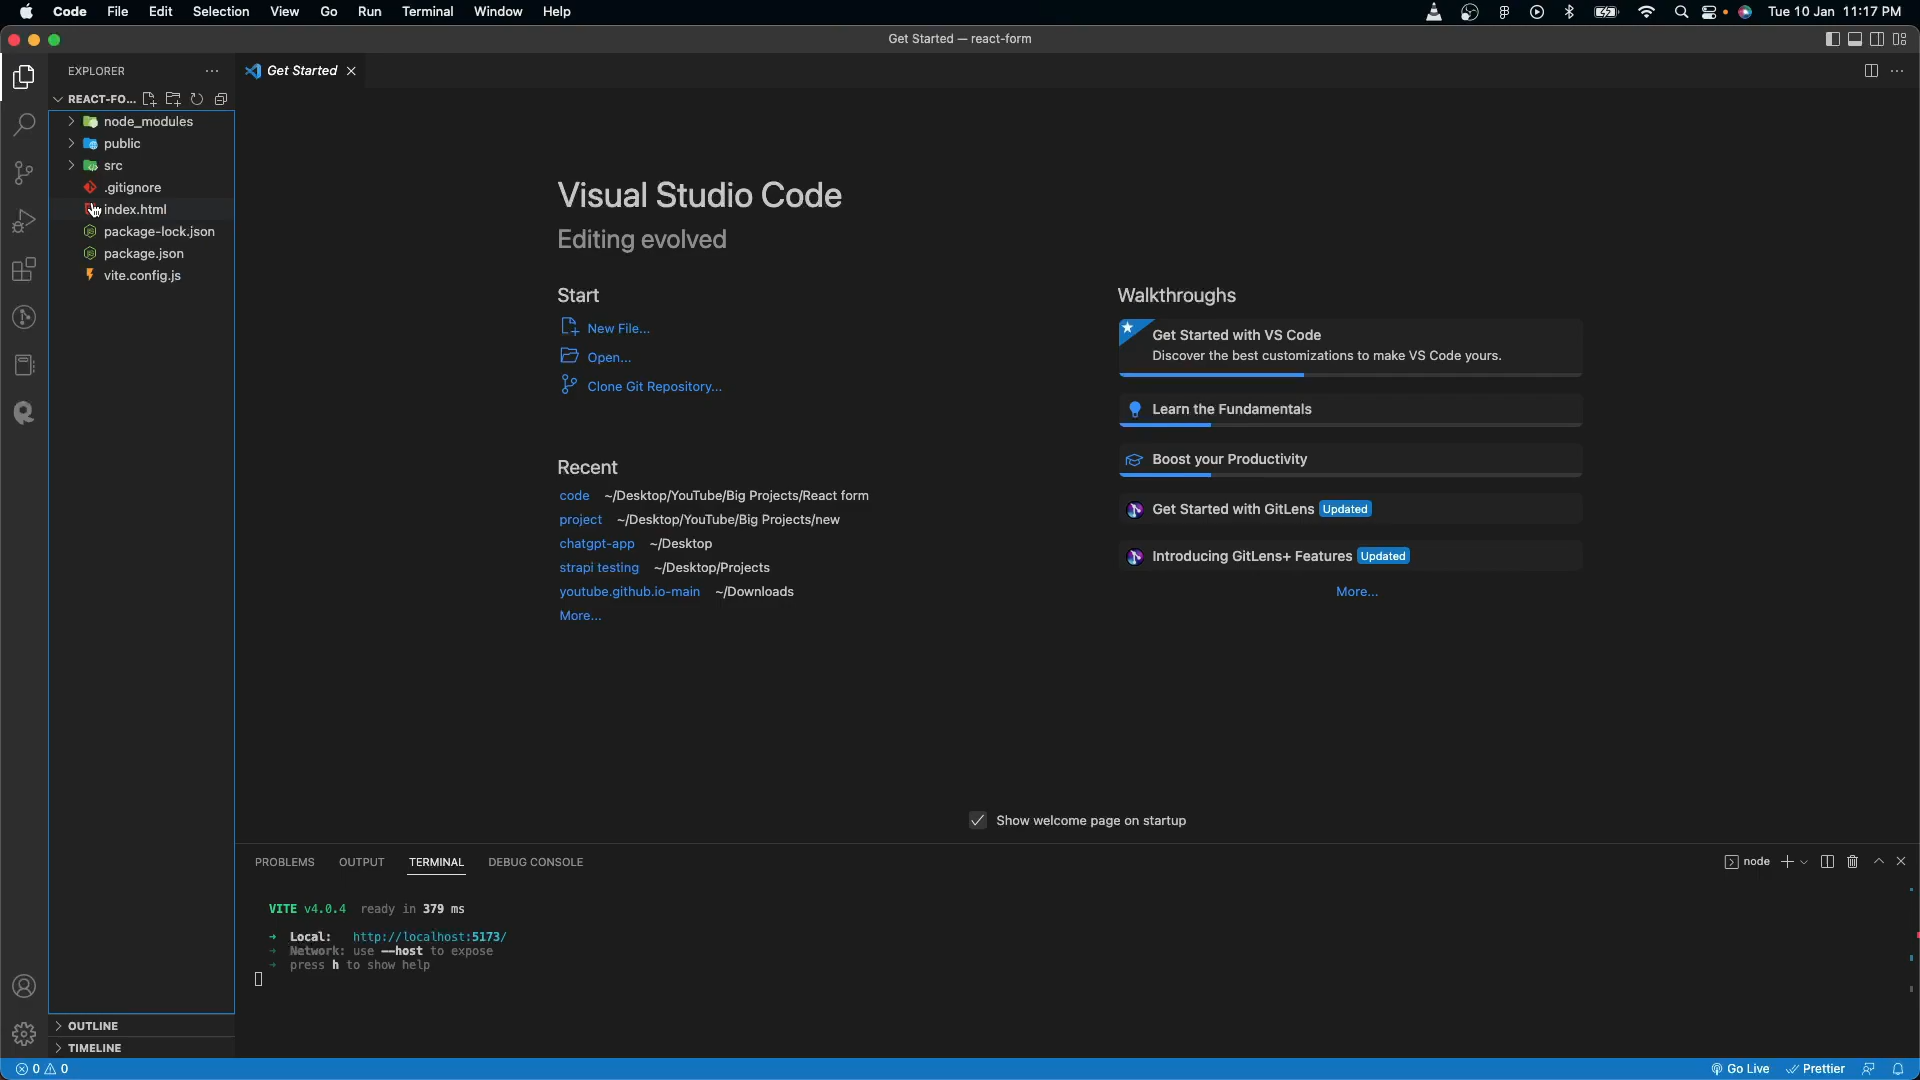 Code File Edit Selection View Go Run Terminal Window Help
Tue 10 Jan 11:17 PM
Get Started — react-form
EXPLORER
Get Started
REACT-FO...
node_modules
public
src
.gitignore
index.html
package-lock.json
package.json
vite.config.js
Visual Studio Code
Editing evolved
Start
New File...
Open...
Clone Git Repository...
Recent
code ~/Desktop/YouTube/Big Projects/React form
project ~/Desktop/YouTube/Big Projects/new
chatgpt-app ~/Desktop
strapi testing ~/Desktop/Projects
youtube.github.io-main ~/Downloads
More...
Walkthroughs
Get Started with VS Code
Discover the best customizations to make VS Code yours.
Learn the Fundamentals
Boost your Productivity
Get Started with GitLens Updated
Introducing GitLens+ Features Updated
More...
Show welcome page on startup
PROBLEMS OUTPUT TERMINAL DEBUG CONSOLE
node
VITE v4.0.4 ready in 379 ms
➜ Local: http://localhost:5173/
➜ Network: use --host to expose
➜ press h to show help
OUTLINE
TIMELINE
0 0
Go Live Prettier